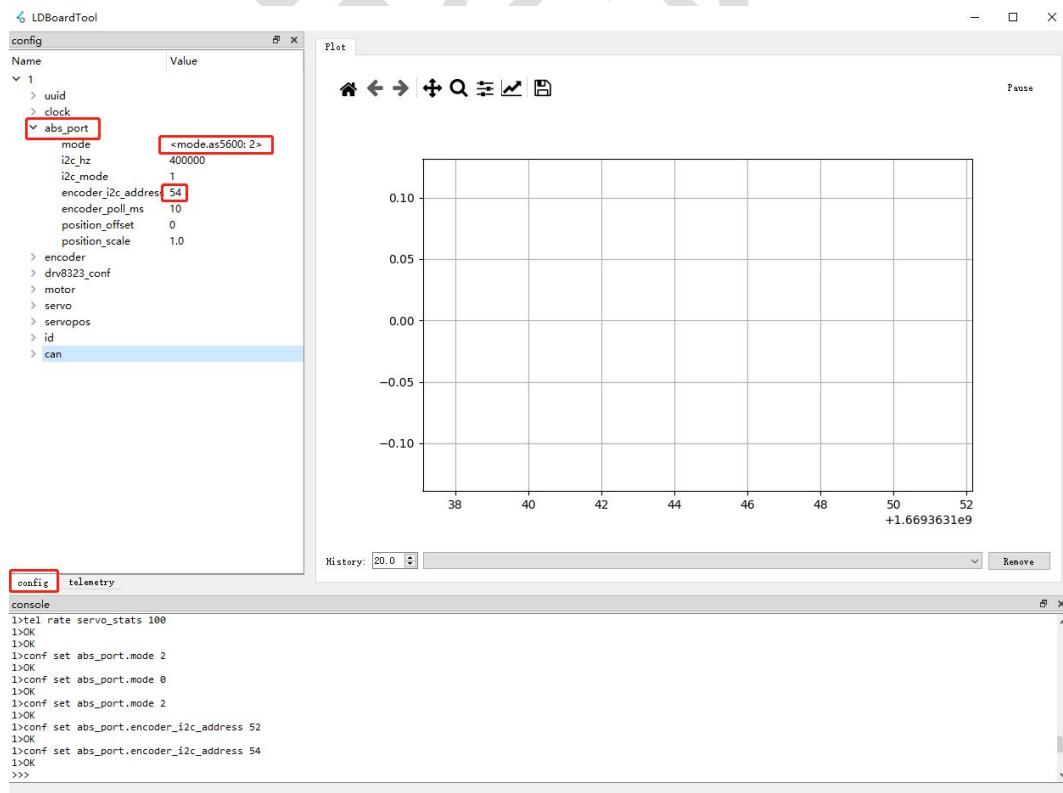 LDBoardTool
config
Name Value
1
uuid
clock
abs_port
mode <mode.as5600: 2>
i2c_hz 400000
i2c_mode 1
encoder_i2c_addres 54
encoder_poll_ms 10
position_offset 0
position_scale 1.0
encoder
drv8323_conf
motor
servo
servopos
id
can
config telemetry
Plot
Pause
0.10
0.05
0.00
−0.05
−0.10
38 40 42 44 46 48 50 52
+1.6693631e9
History: 20.0 Remove
console
1>tel rate servo_stats 100
1>OK
1>OK
1>conf set abs_port.mode 2
1>OK
1>conf set abs_port.mode 0
1>OK
1>conf set abs_port.mode 2
1>OK
1>conf set abs_port.encoder_i2c_address 52
1>OK
1>conf set abs_port.encoder_i2c_address 54
1>OK
>>>